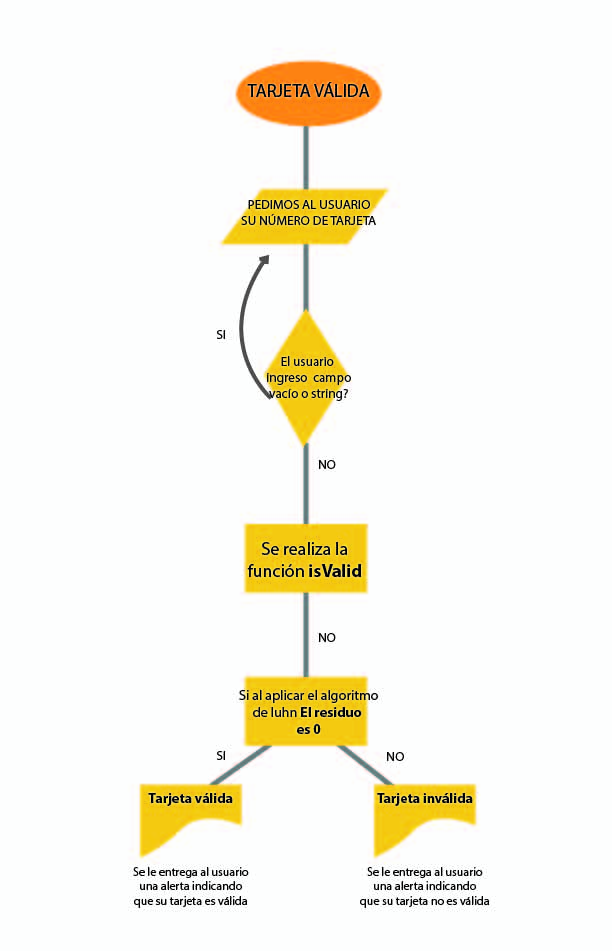 TARJETA VÁLIDA
PEDIMOS AL USUARIO
SU NÚMERO DE TARJETA
SI
El usuario
ingreso campo
vacío o string?
NO
Se realiza la
función isValid
NO
Si al aplicar el algoritmo
de luhn El residuo
es 0
SI
NO
Tarjeta válida
Tarjeta inválida
Se le entrega al usuario
una alerta indicando
que su tarjeta es válida
Se le entrega al usuario
una alerta indicando
que su tarjeta no es válida